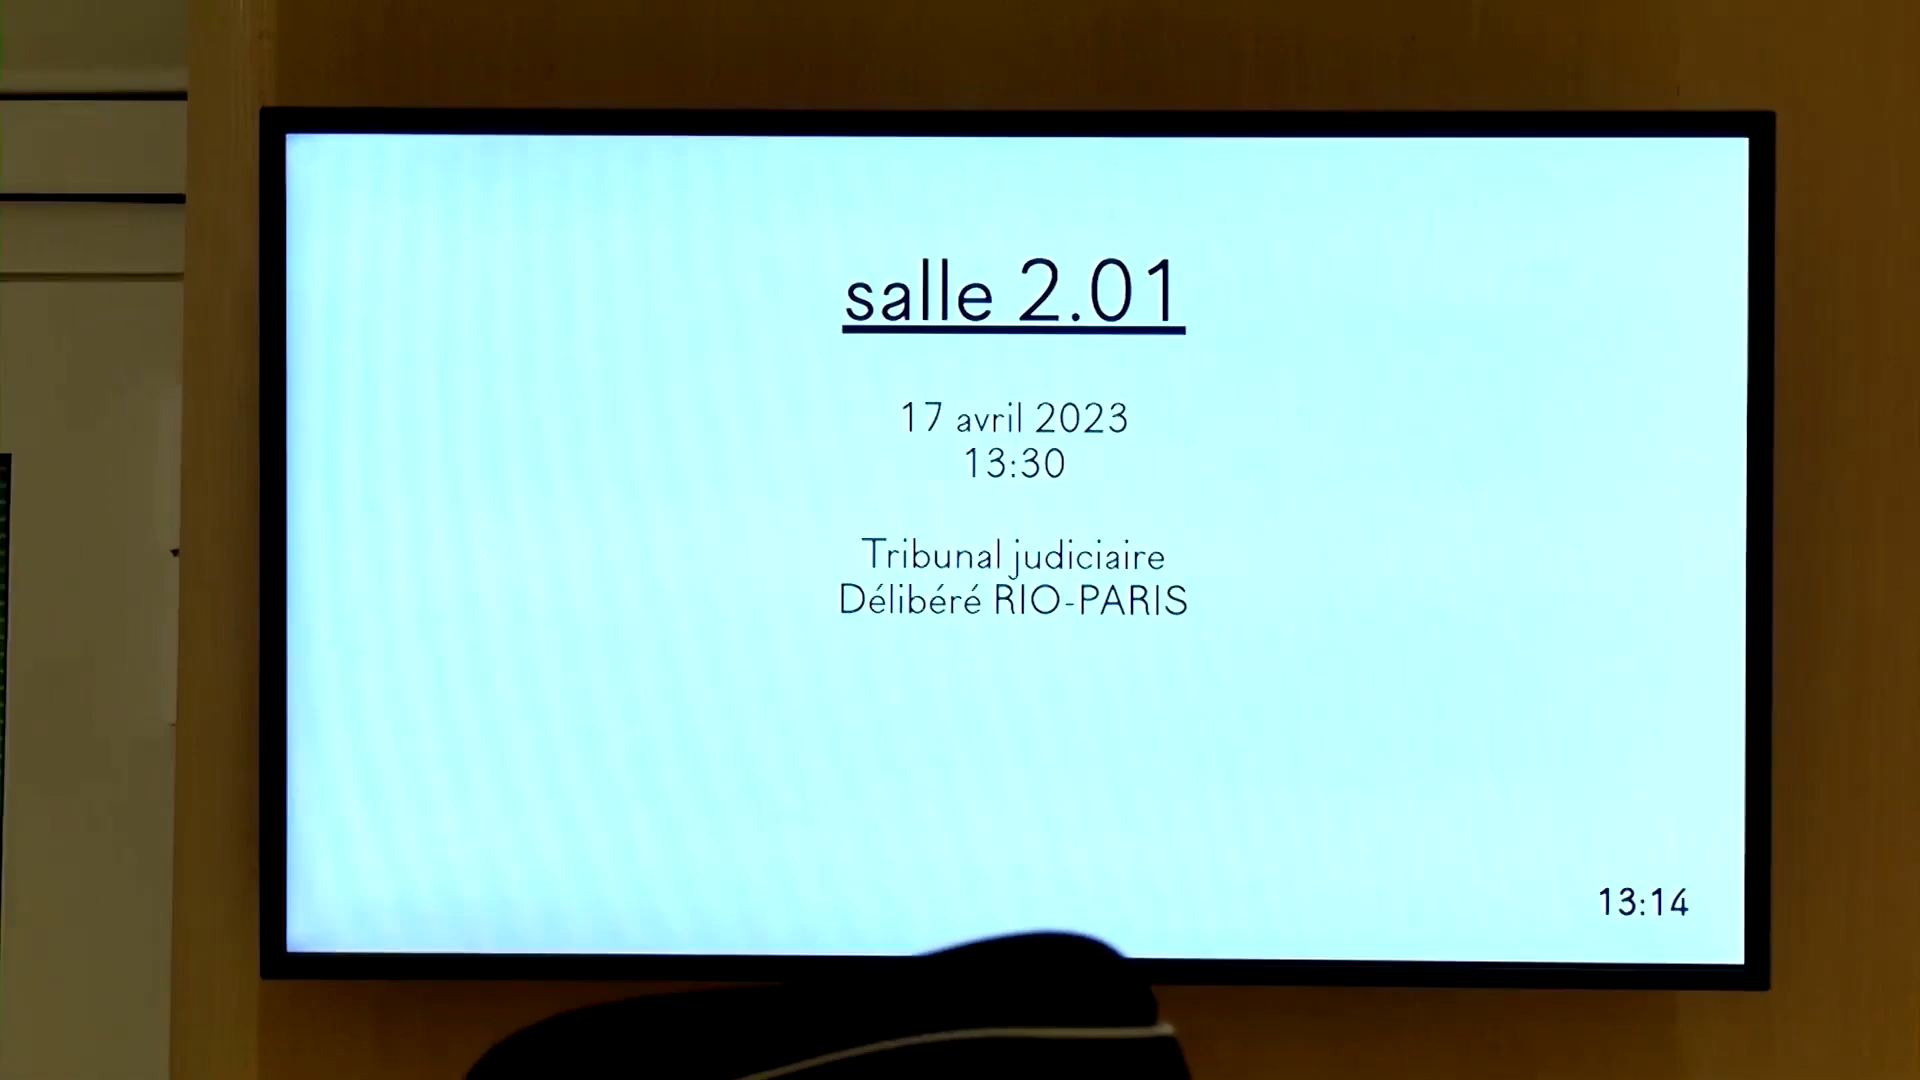 salle 2.01
17 avril 2023
13:30
Tribunal judiciaire
Délibéré RIO-PARIS
13:14